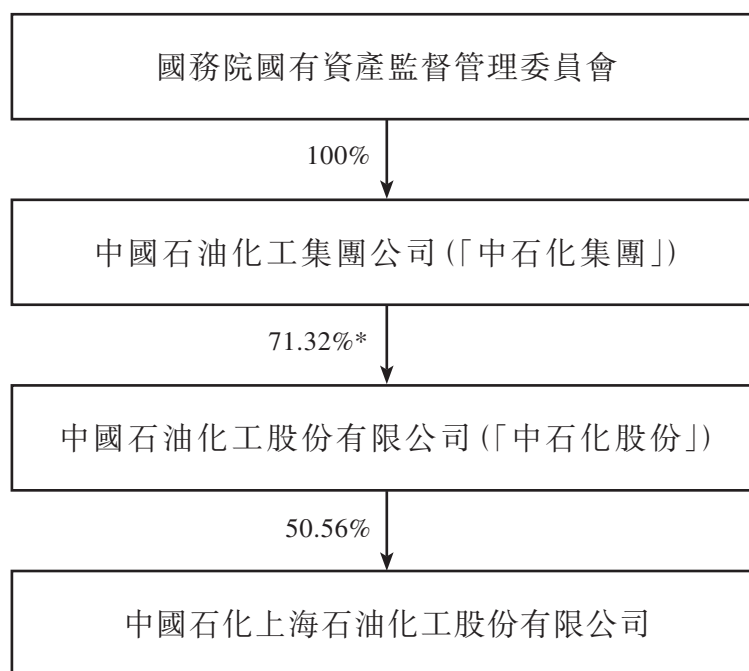 國務院國有資產監督管理委員會
100%
中國石油化工集團公司(「中石化集團」)
71.32%*
中國石油化工股份有限公司(「中石化股份」)
50.56%
中國石化上海石油化工股份有限公司